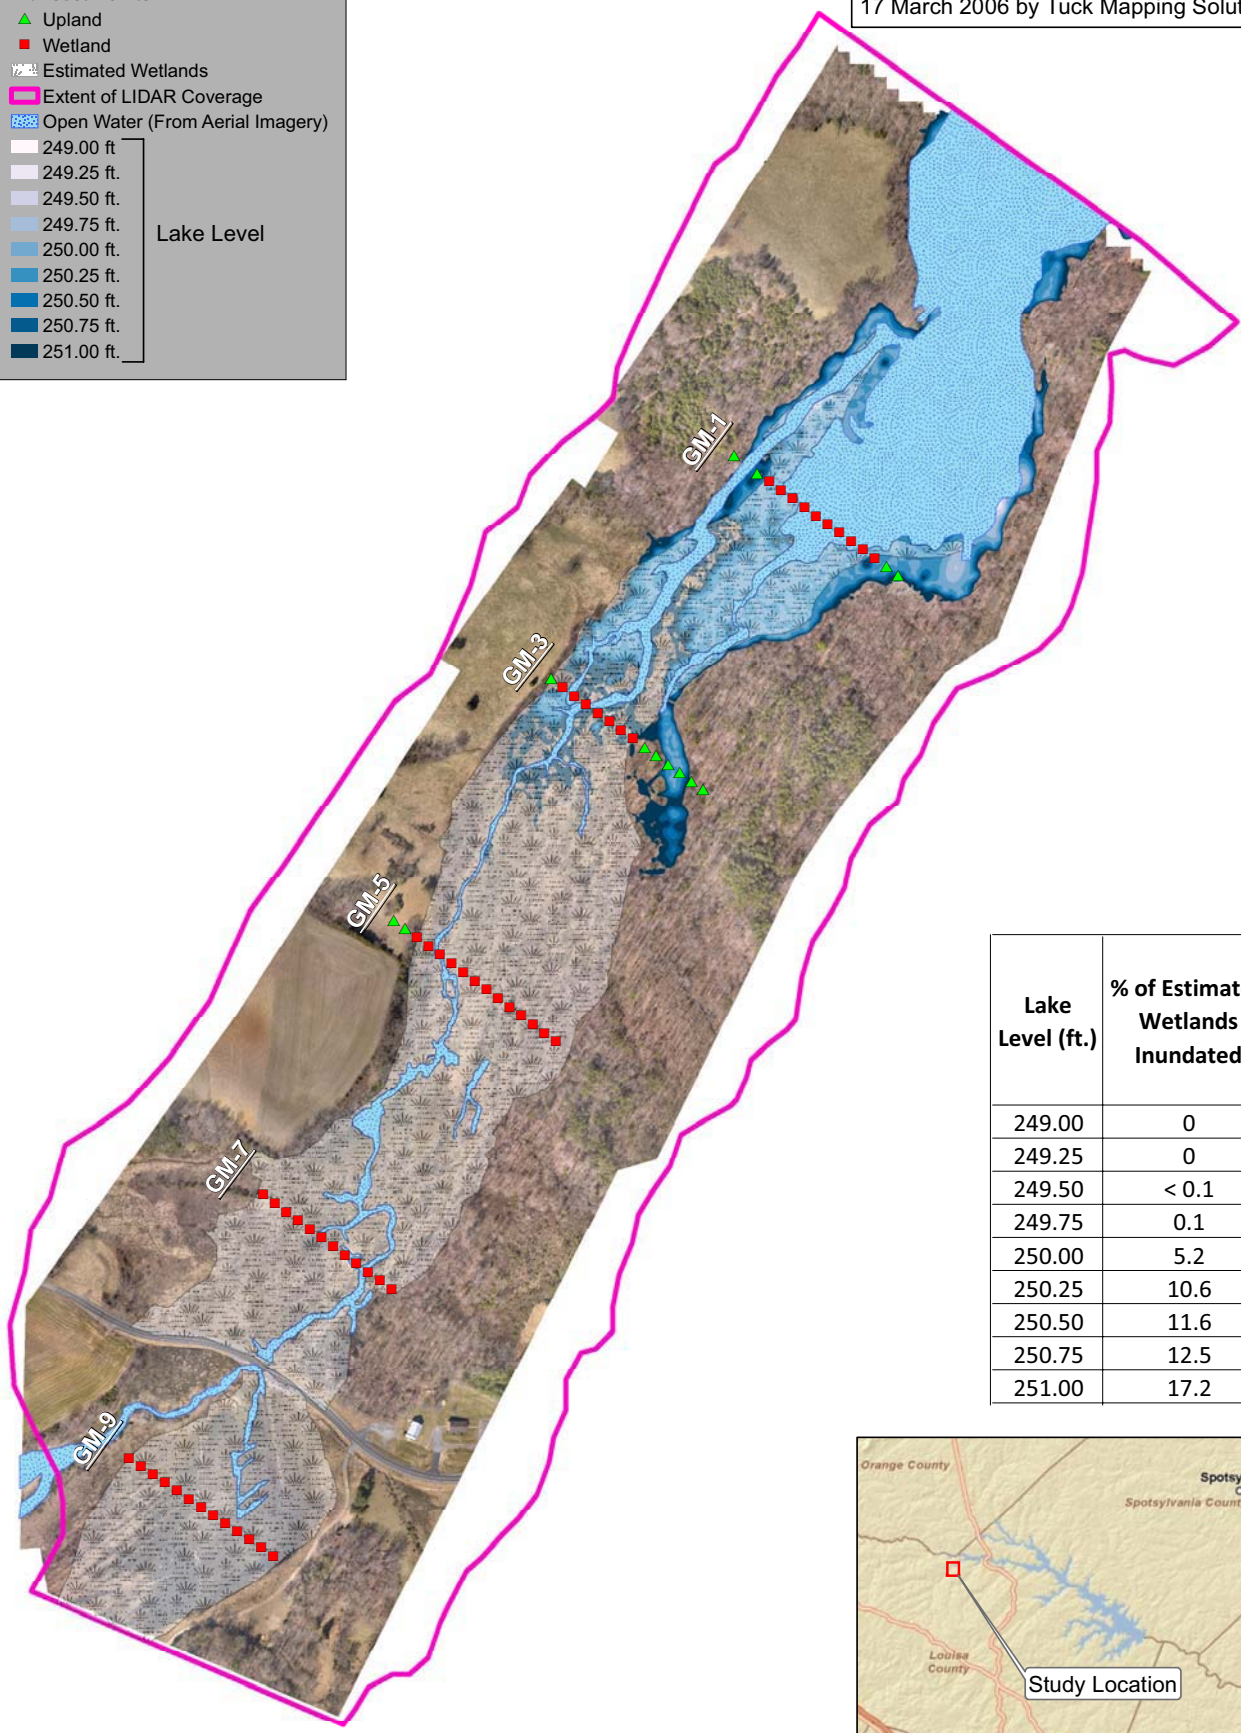 17 March 2006 by Tuck Mapping Solut
Upland
Wetland
Estimated Wetlands
Extent of LIDAR Coverage
Open Water (From Aerial Imagery)
249.00 ft
249.25 ft.
249.50 ft.
249.75 ft.
250.00 ft.
250.25 ft.
250.50 ft.
250.75 ft.
251.00 ft.
Lake Level
GM-1
GM-3
GM-5
GM-7
GM-9
Lake Level (ft.) % of Estimat
Wetlands
Inundated
249.00 0
249.25 0
249.50 < 0.1
249.75 0.1
250.00 5.2
250.25 10.6
250.50 11.6
250.75 12.5
251.00 17.2
Orange County
Spotsy
Spotsylvania Count
Louisa
County
Study Location